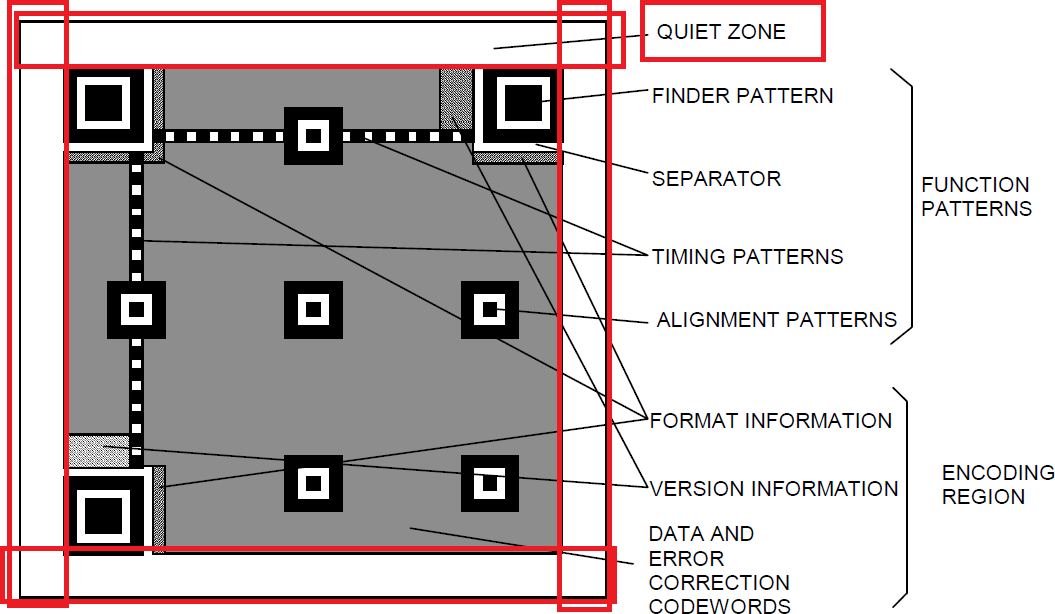 QUIET ZONE
FINDER PATTERN
SEPARATOR
FUNCTION
PATTERNS
TIMING PATTERNS
ALIGNMENT PATTERNS
FORMAT INFORMATION
VERSION INFORMATION
ENCODING
REGION
DATA AND
ERROR
CORRECTION
CODEWORDS